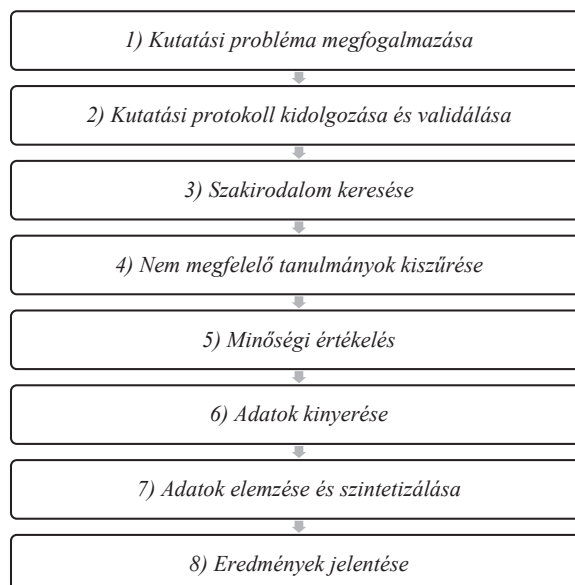 1) Kutatási probléma megfogalmazása
2) Kutatási protokoll kidolgozása és validálása
3) Szakirodalom keresése
4) Nem megfelelő tanulmányok kiszűrése
5) Minőségi értékelés
6) Adatok kinyerése
7) Adatok elemzése és szintetizálása
8) Eredmények jelentése